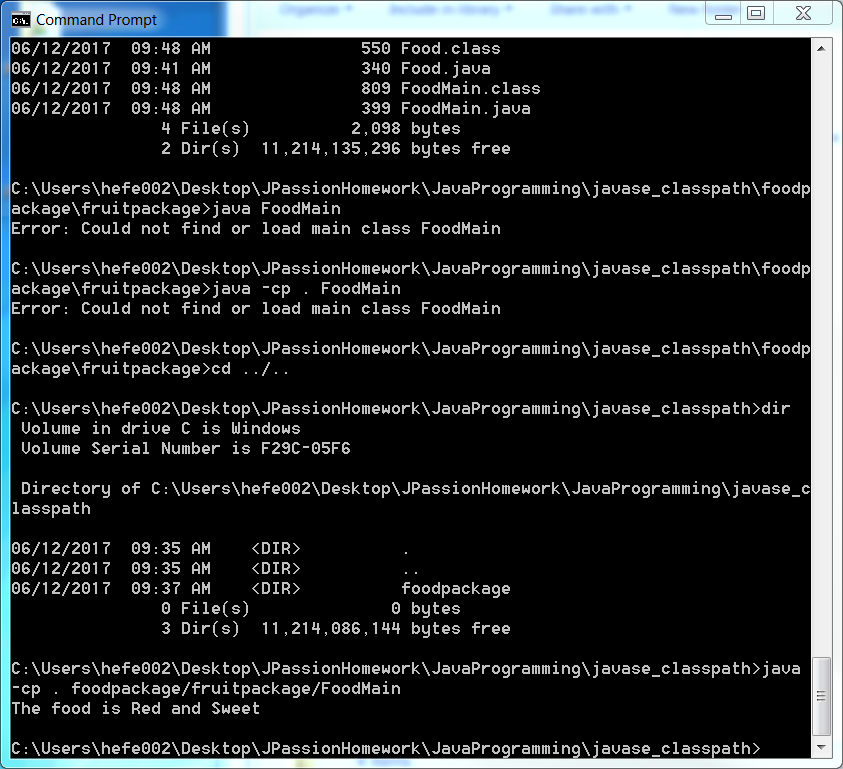 Command Prompt
Organize
Include in library
Share with
06/12/2017  09:48 AM               550 Food.class
06/12/2017  09:41 AM               340 Food.java
06/12/2017  09:48 AM               809 FoodMain.class
06/12/2017  09:48 AM               399 FoodMain.java
               4 File(s)          2,098 bytes
               2 Dir(s)  11,214,135,296 bytes free
C:\Users\hefe002\Desktop\JPassionHomework\JavaProgramming\javase_classpath\foodp
ackage\fruitpackage>java FoodMain
Error: Could not find or load main class FoodMain
C:\Users\hefe002\Desktop\JPassionHomework\JavaProgramming\javase_classpath\foodp
ackage\fruitpackage>java -cp . FoodMain
Error: Could not find or load main class FoodMain
C:\Users\hefe002\Desktop\JPassionHomework\JavaProgramming\javase_classpath\foodp
ackage\fruitpackage>cd ../..
C:\Users\hefe002\Desktop\JPassionHomework\JavaProgramming\javase_classpath>dir
 Volume in drive C is Windows
 Volume Serial Number is F29C-05F6
 Directory of C:\Users\hefe002\Desktop\JPassionHomework\JavaProgramming\javase_c
lasspath
06/12/2017  09:35 AM    <DIR>          .
06/12/2017  09:35 AM    <DIR>          ..
06/12/2017  09:37 AM    <DIR>          foodpackage
               0 File(s)              0 bytes
               3 Dir(s)  11,214,086,144 bytes free
C:\Users\hefe002\Desktop\JPassionHomework\JavaProgramming\javase_classpath>java
-cp . foodpackage/fruitpackage/FoodMain
The food is Red and Sweet
C:\Users\hefe002\Desktop\JPassionHomework\JavaProgramming\javase_classpath>